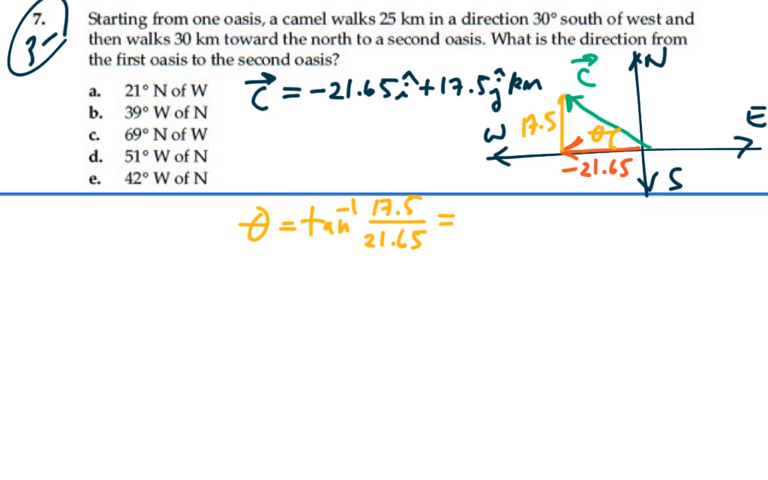 7. Starting from one oasis, a camel walks 25 km in a direction 30° south of west and
3-1
then walks 30 km toward the north to a second oasis. What is the direction from
the first oasis to the second oasis?
a. 21° N of W
b. 39° W of N
c. 69° N of W
d. 51° W of N
e. 42° W of N
C⃗ = -21.65 î + 17.5 ĵ km
C⃗
N
E
W
S
17.5
θ
-21.65
θ = tan⁻¹ 17.5/21.65 =